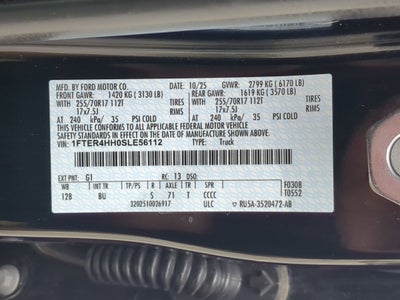 MFD. BY FORD MOTOR CO. 10/25 GVWR: 2799 KG ( 6170 LB)
FRONT GAWR: 1420 KG ( 3130 LB) REAR GAWR: 1619 KG ( 3570 LB)
WITH TIRES WITH TIRES
255/70R17 112T RIMS 255/70R17 112T RIMS
17x7.5J 17x7.5J
AT 240 kPa/ 35 PSI COLD AT 240 kPa/ 35 PSI COLD
THIS VEHICLE CONFORMS TO ALL APPLICABLE FEDERAL MOTOR VEHICLE
SAFETY STANDARDS IN EFFECT ON THE DATE OF MANUFACTURE SHOWN ABOVE.
VIN: 1FTER4HH0SLE56112 TYPE: Truck
EXT PNT: G1 RC: 13 DSO:
WB INT TR TP/PS R AXLE TR SPR F0308
128 BU S 71 T CCCC T0552
3202510026917 ULC RU5A-3520472-AB